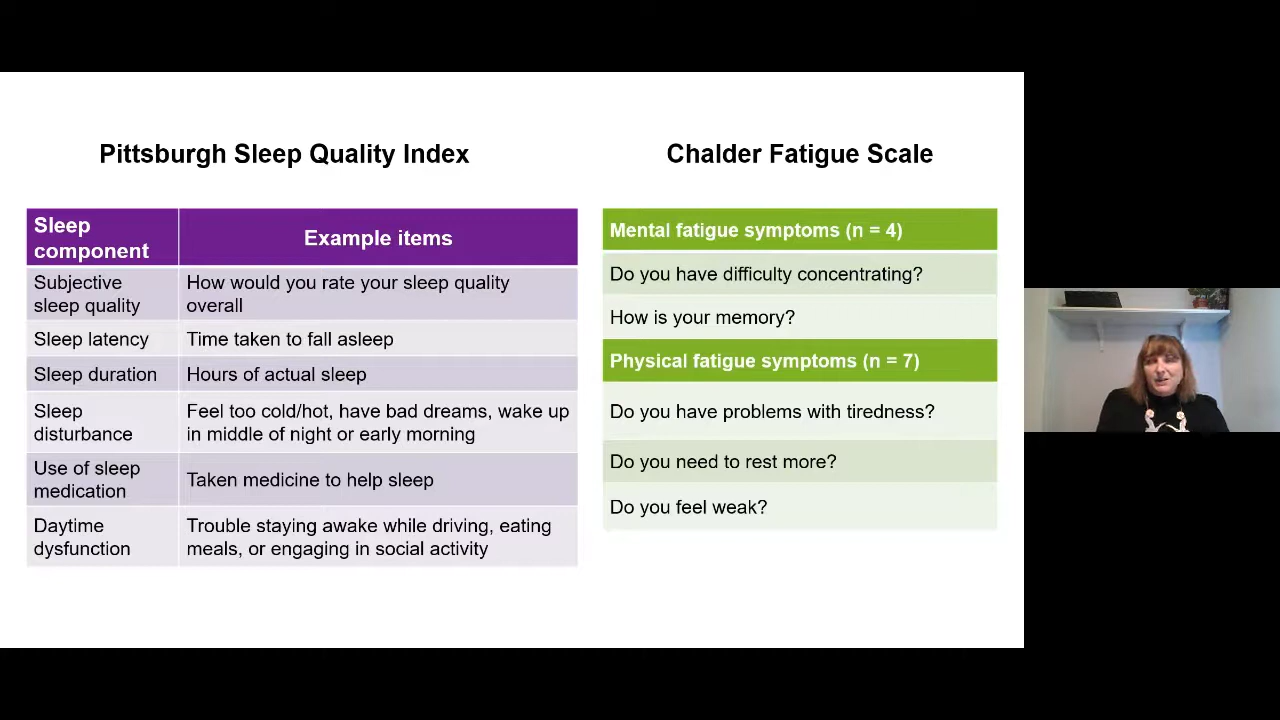 Pittsburgh Sleep Quality Index
Sleep
component
Example items
Subjective
sleep quality
How would you rate your sleep quality
overall
Sleep latency
Time taken to fall asleep
Sleep duration
Hours of actual sleep
Sleep
disturbance
Feel too cold/hot, have bad dreams, wake up
in middle of night or early morning
Use of sleep
medication
Taken medicine to help sleep
Daytime
dysfunction
Trouble staying awake while driving, eating
meals, or engaging in social activity
Chalder Fatigue Scale
Mental fatigue symptoms (n = 4)
Do you have difficulty concentrating?
How is your memory?
Physical fatigue symptoms (n = 7)
Do you have problems with tiredness?
Do you need to rest more?
Do you feel weak?